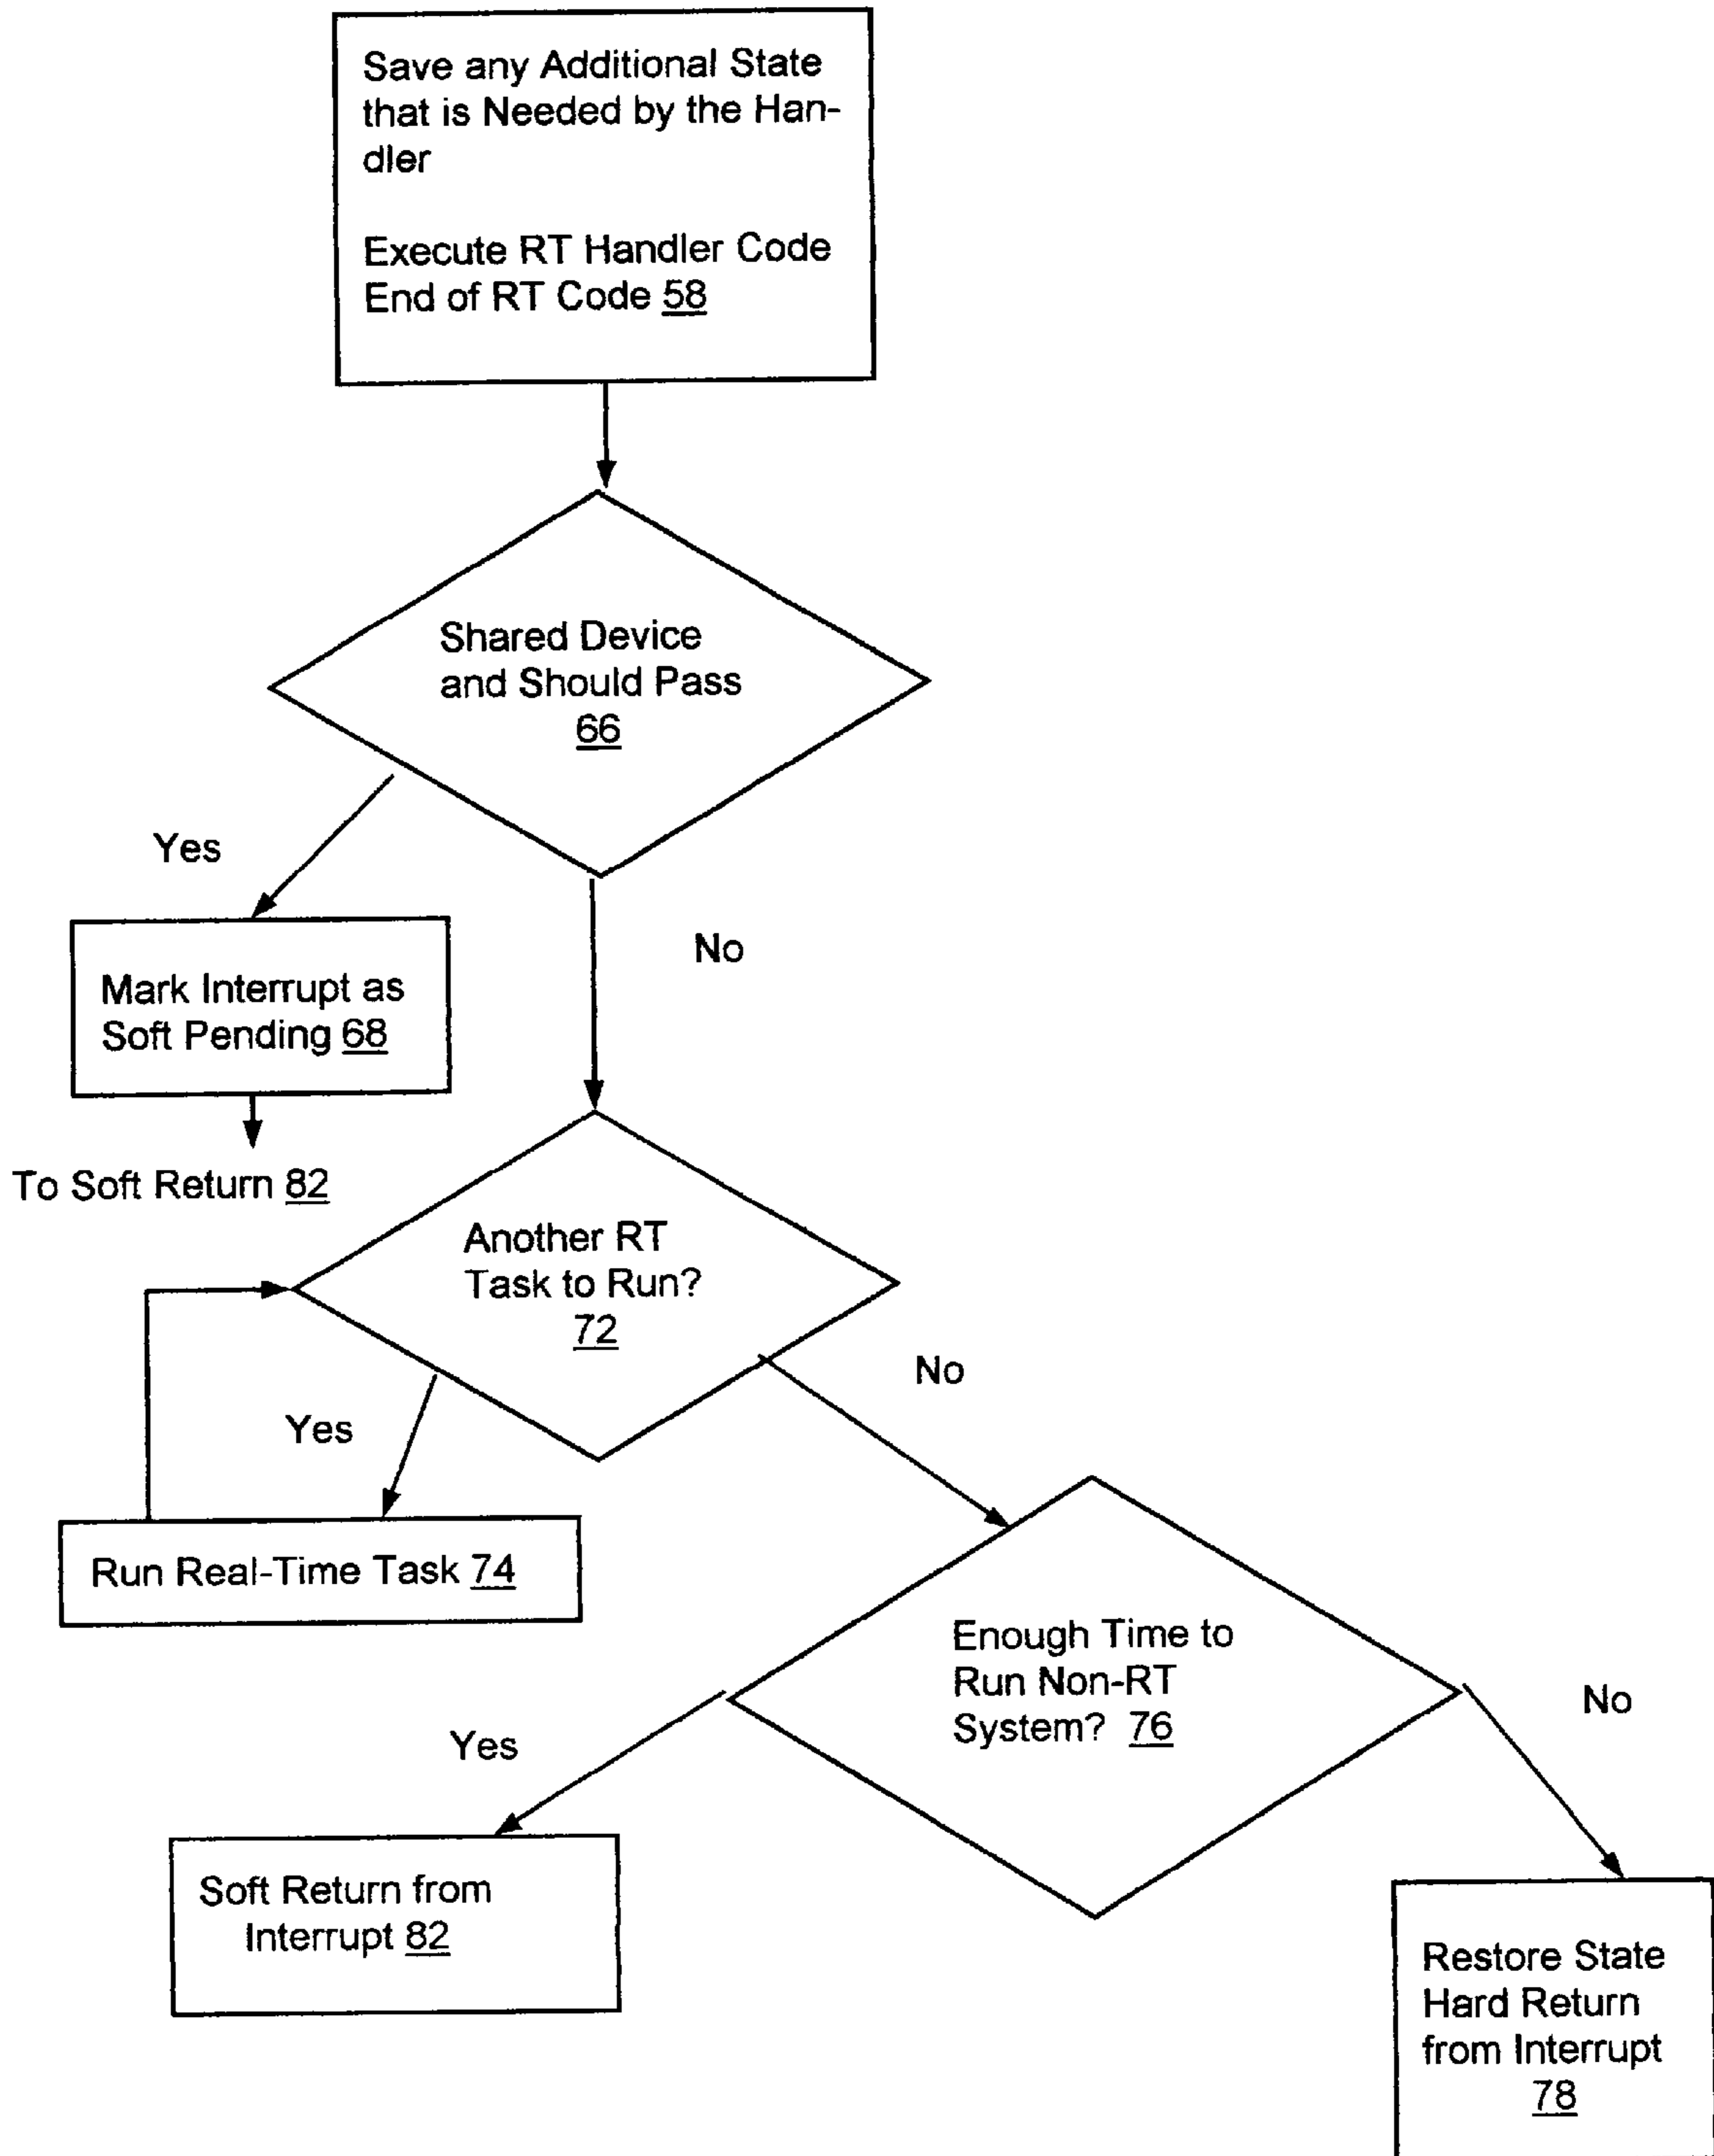 Save any Additional State
that is Needed by the Han-
dler
Execute RT Handler Code
End of RT Code 58
Shared Device
and Should Pass
66
Yes
No
Mark Interrupt as
Soft Pending 68
To Soft Return 82
Another RT
Task to Run?
72
No
Yes
Run Real-Time Task 74
Enough Time to
Run Non-RT
System? 76
No
Yes
Soft Return from
Interrupt 82
Restore State
Hard Return
from Interrupt
78